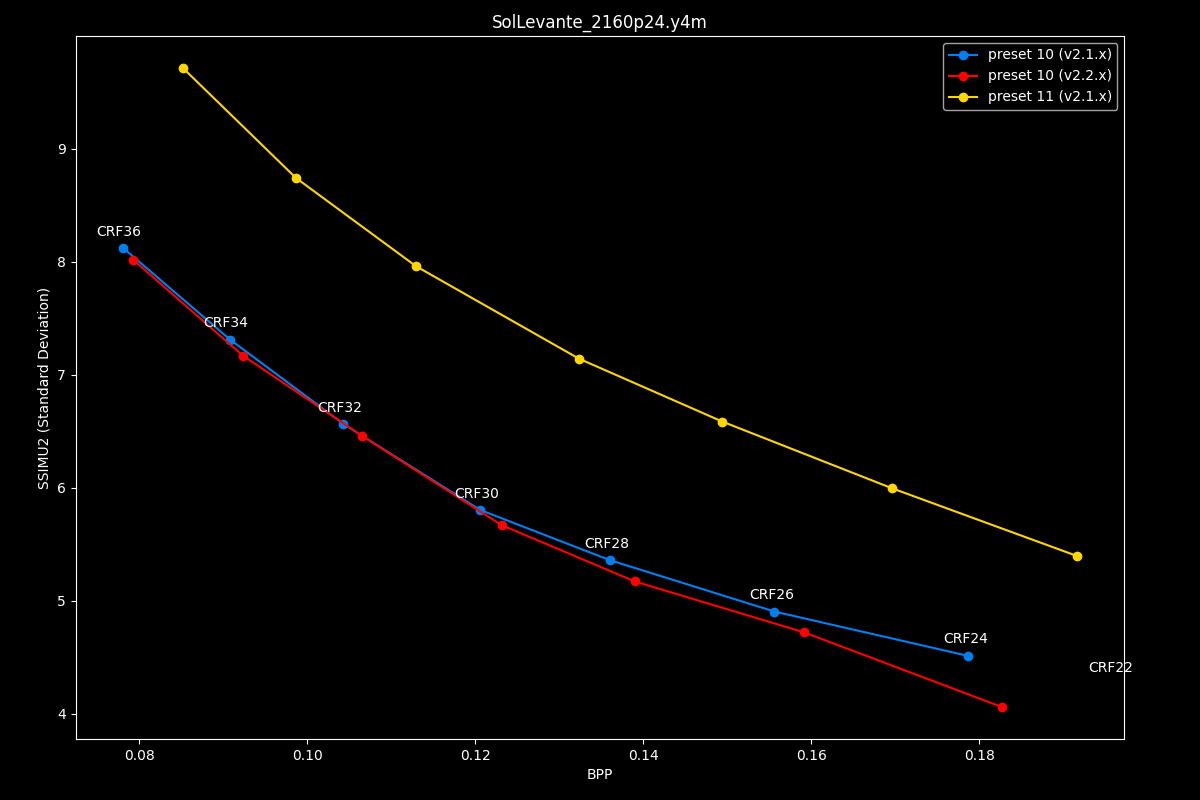 SolLevante_2160p24.y4m
preset 10 (v2.1.x)
preset 10 (v2.2.x)
preset 11 (v2.1.x)
9
8
7
6
5
4
SSIMU2 (Standard Deviation)
CRF36
CRF34
CRF32
CRF30
CRF28
CRF26
CRF24
CRF22
0.08 0.10 0.12 0.14 0.16 0.18
BPP